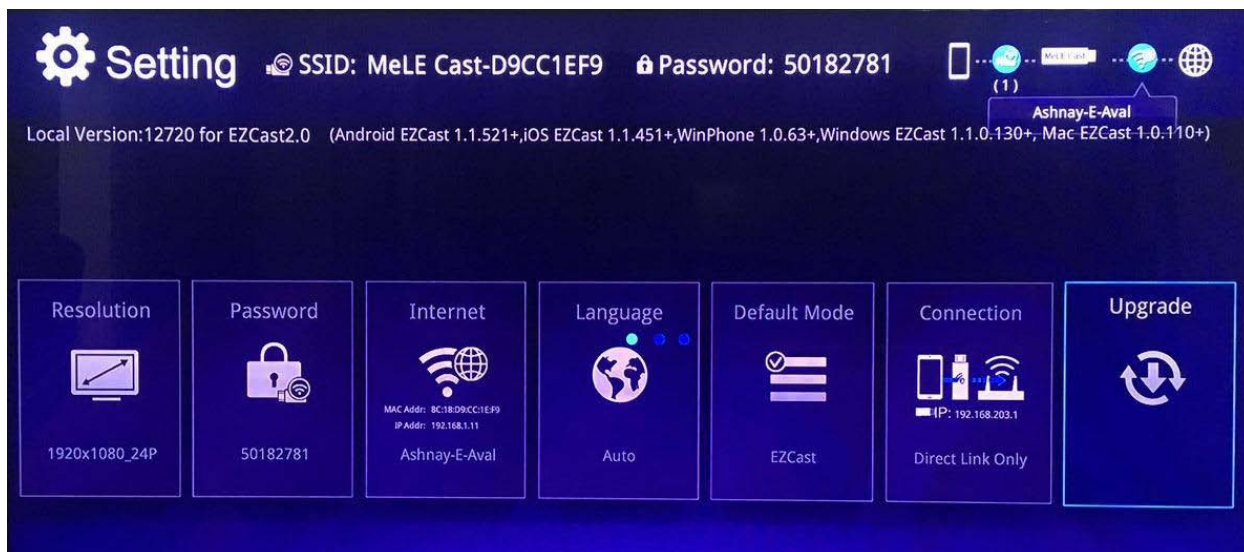 Setting SSID: MeLE Cast-D9CC1EF9 Password: 50182781
MeLE cast
(1)
Ashnay-E-Aval
Local Version:12720 for EZCast2.0 (Android EZCast 1.1.521+,iOS EZCast 1.1.451+,WinPhone 1.0.63+,Windows EZCast 1.1.0.130+, Mac EZCast 1.0.110+)
Resolution
1920x1080_24P
Password
50182781
Internet
MAC Addr: 8C:18:D9:CC:1E:F9
IP Addr: 192.168.1.11
Ashnay-E-Aval
Language
Auto
Default Mode
EZCast
Connection
IP: 192.168.203.1
Direct Link Only
Upgrade